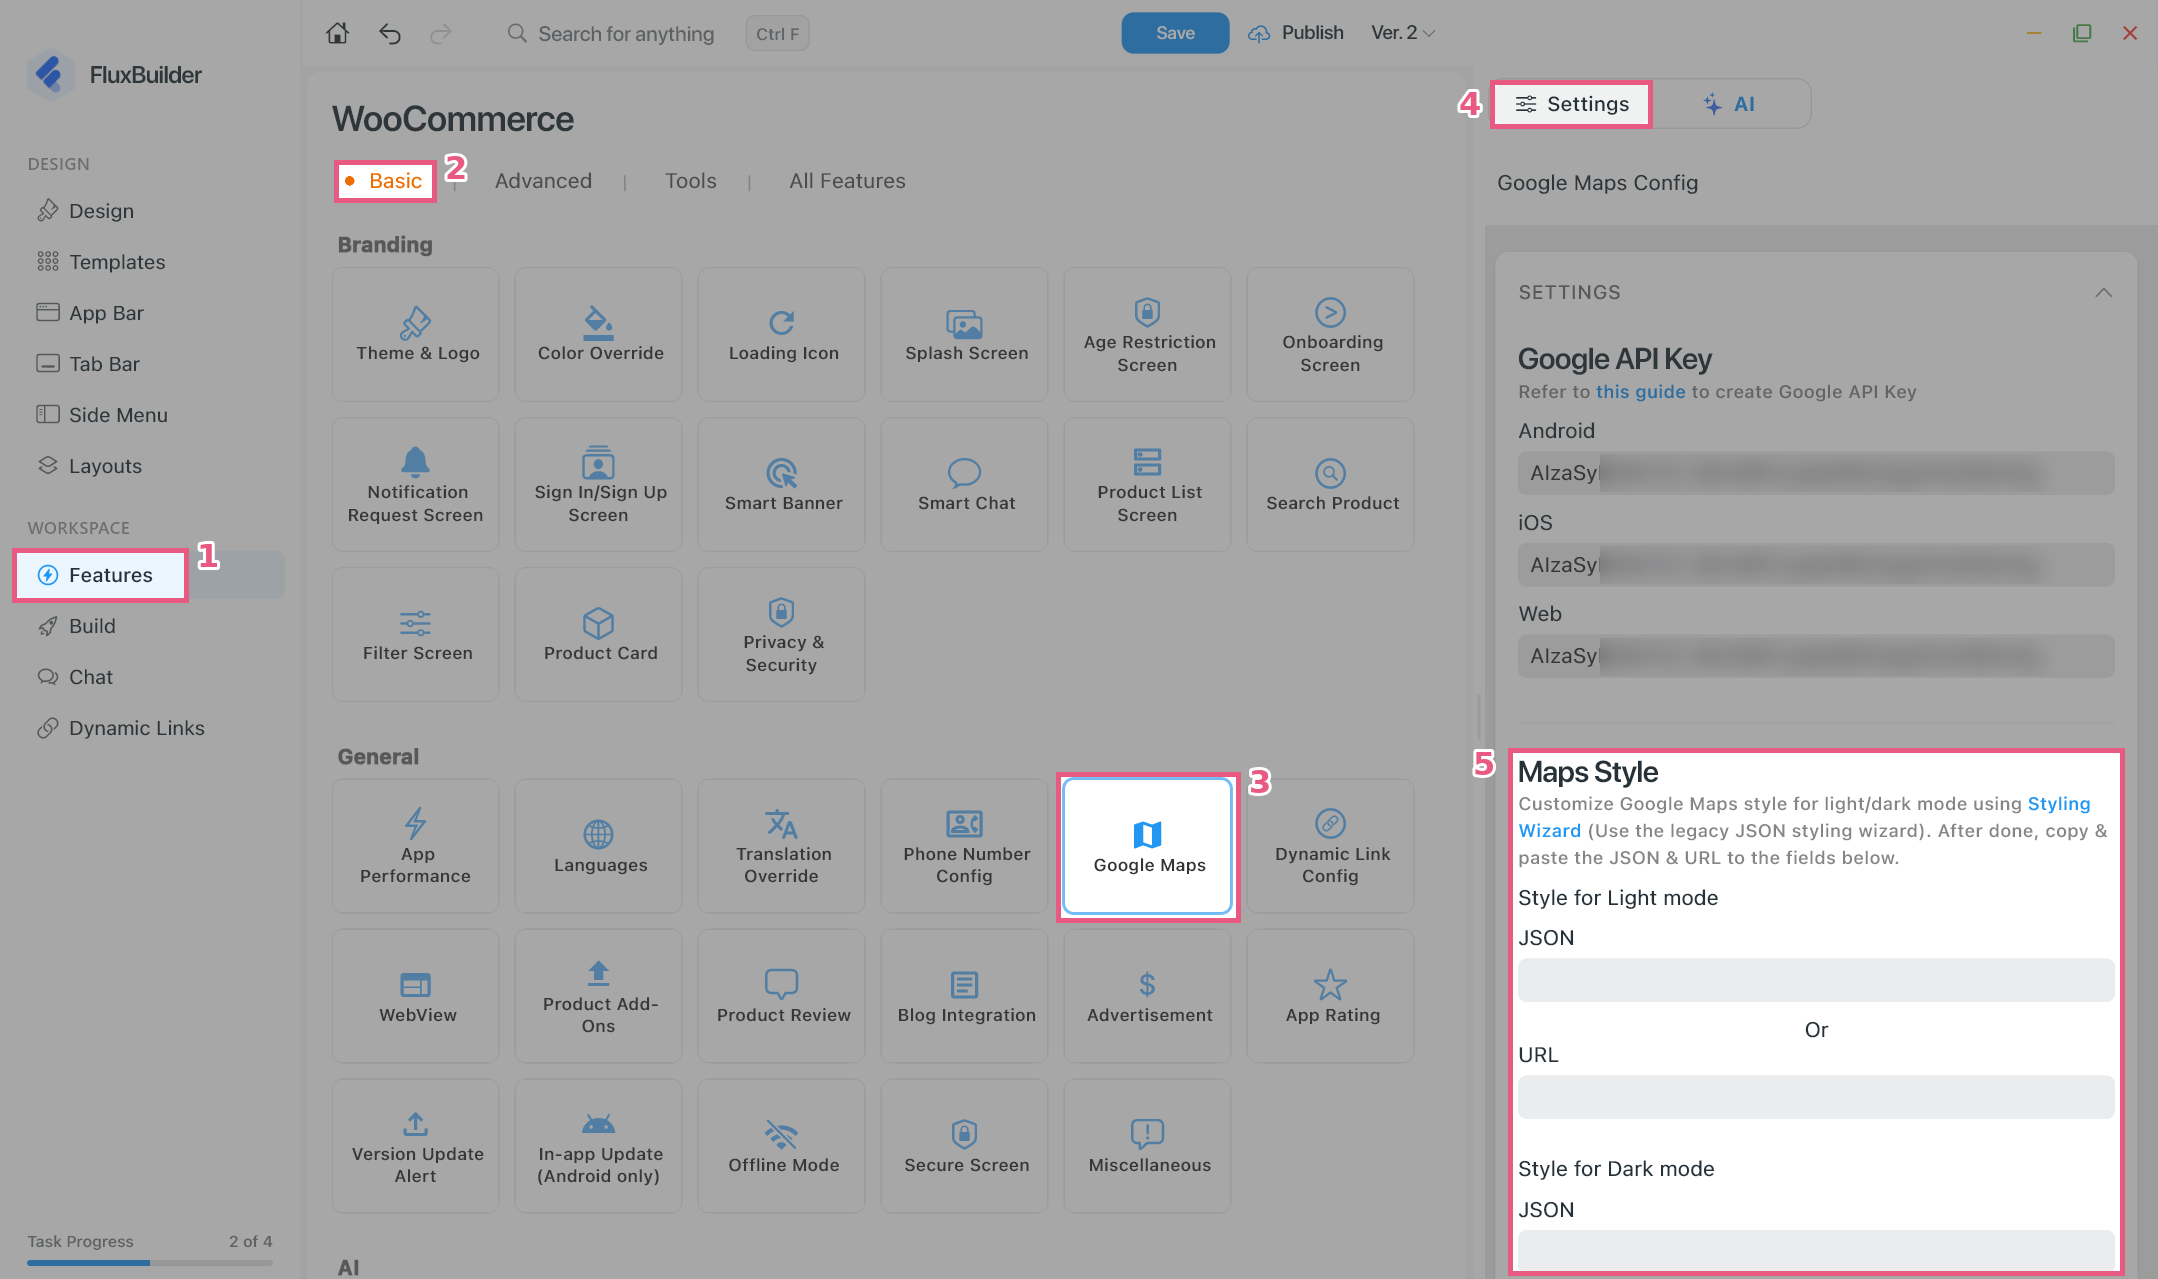 FluxBuilder
Search for anything
Ctrl F
Save
Publish
Ver. 2
DESIGN
Design
Templates
App Bar
Tab Bar
Side Menu
Layouts
WORKSPACE
Features
1
Build
Chat
Dynamic Links
Task Progress
2 of 4
WooCommerce
Basic
2
|
Advanced
|
Tools
|
All Features
Branding
Theme & Logo
Color Override
Loading Icon
Splash Screen
Age Restriction
Screen
Onboarding
Screen
Notification
Request Screen
Sign In/Sign Up
Screen
Smart Banner
Smart Chat
Product List
Screen
Search Product
Filter Screen
Product Card
Privacy &
Security
General
App
Performance
Languages
Translation
Override
Phone Number
Config
Google Maps
3
Dynamic Link
Config
WebView
Product Add-
Ons
Product Review
Blog Integration
Advertisement
App Rating
Version Update
Alert
In-app Update
(Android only)
Offline Mode
Secure Screen
Miscellaneous
AI
4
Settings
AI
Google Maps Config
SETTINGS
Google API Key
Refer to this guide to create Google API Key
Android
AIzaSy
iOS
AIzaSy
Web
AIzaSy
5
Maps Style
Customize Google Maps style for light/dark mode using Styling
Wizard (Use the legacy JSON styling wizard). After done, copy &
paste the JSON & URL to the fields below.
Style for Light mode
JSON
Or
URL
Style for Dark mode
JSON